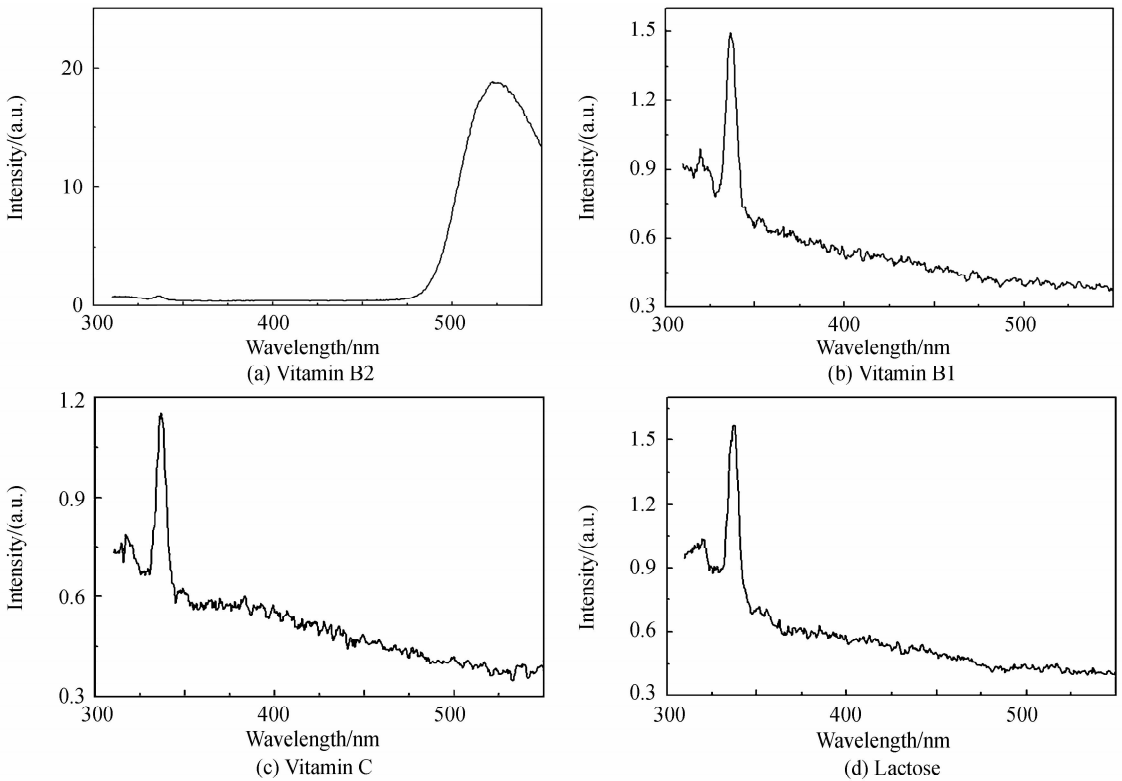 20
10
0
Intensity/(a.u.)
300 400 500
Wavelength/nm
(a) Vitamin B2
1.5
1.2
0.9
0.6
0.3
Intensity/(a.u.)
300 400 500
Wavelength/nm
(b) Vitamin B1
1.2
0.9
0.6
0.3
Intensity/(a.u.)
300 400 500
Wavelength/nm
(c) Vitamin C
1.5
1.2
0.9
0.6
0.3
Intensity/(a.u.)
300 400 500
Wavelength/nm
(d) Lactose